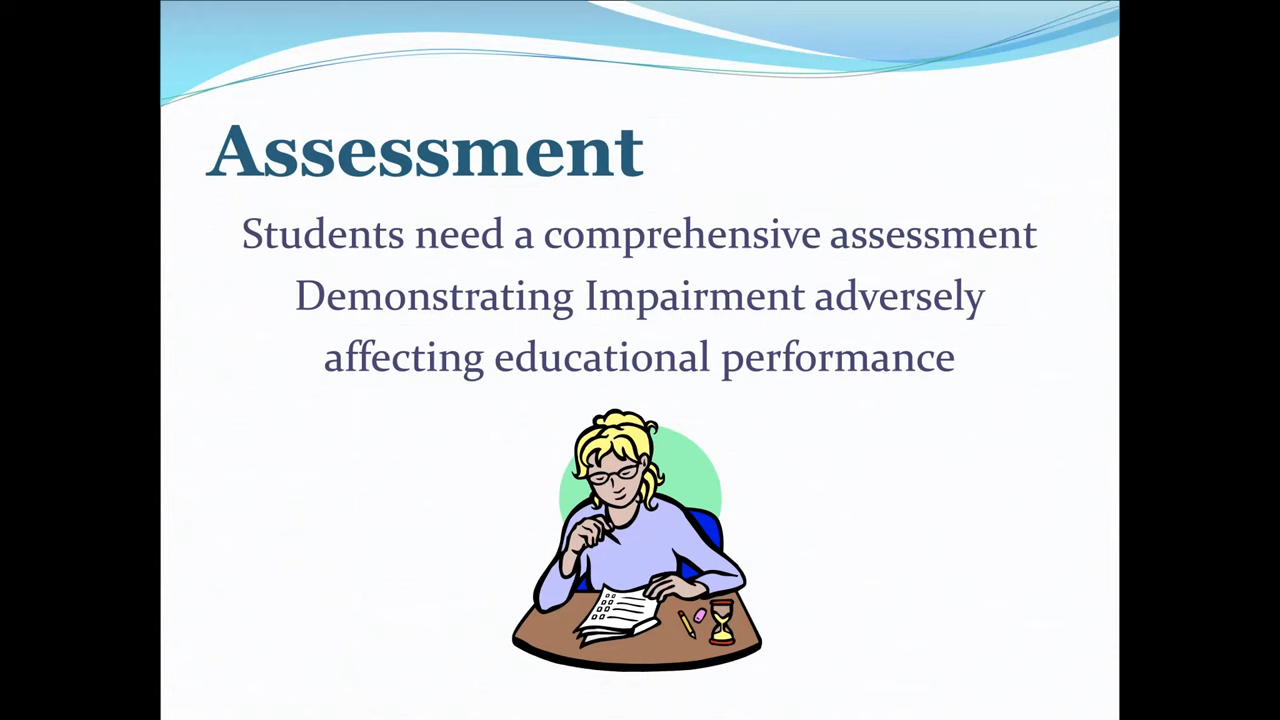 Assessment
Students need a comprehensive assessment
Demonstrating Impairment adversely
affecting educational performance